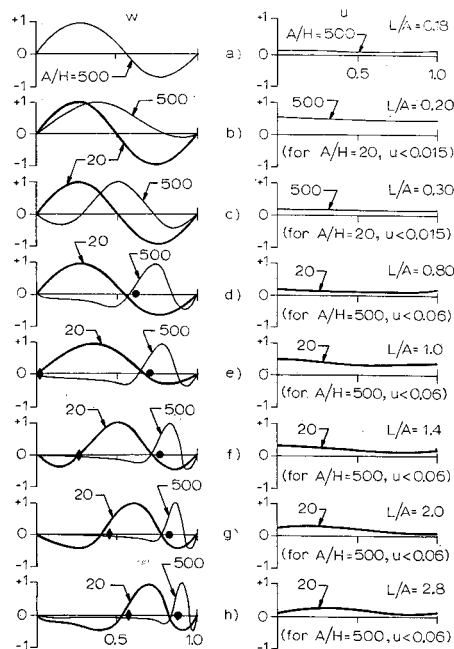 w u
+1 A/H=500 +1 A/H=500 L/A=0.18
0 0
-1 a) -1 0.5 1.0
+1 500 +1 500 L/A=0.20
0 0
-1 20 b) (for A/H=20, u<0.015)
+1 20 500 +1 500 L/A=0.30
0 0
-1 c) (for A/H=20, u<0.015)
+1 20 500 +1 20 L/A=0.80
0 0
-1 d) -1 (for A/H=500, u<0.06)
+1 20 500 +1 20 L/A=1.0
0 0
-1 e) -1 (for A/H=500, u<0.06)
+1 20 500 +1 20 L/A=1.4
0 0
-1 f) -1 (for A/H=500, u<0.06)
+1 20 500 +1 20 L/A=2.0
0 0
-1 g) -1 (for A/H=500, u<0.06)
+1 20 500 +1 20 L/A=2.8
0 0
-1 0.5 1.0 h) -1 (for A/H=500, u<0.06)